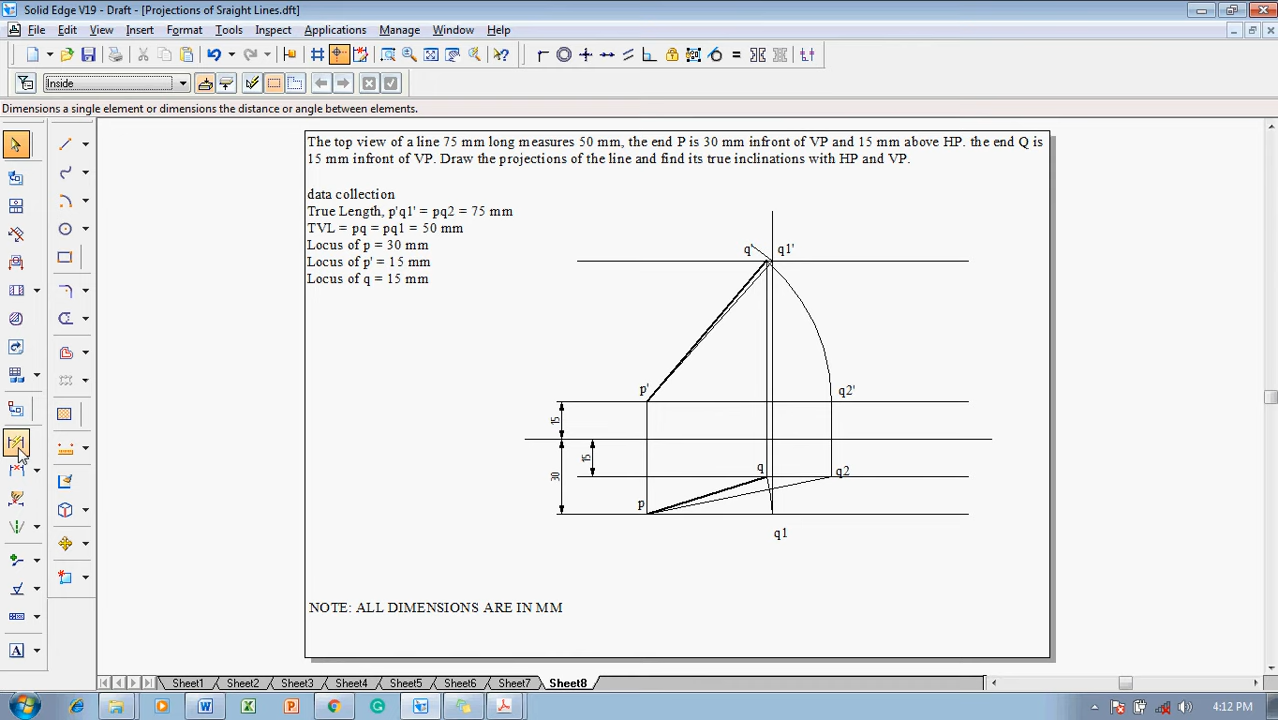 Solid Edge V19 - Draft - [Projections of Sraight Lines.dft]
File Edit View Insert Format Tools Inspect Applications Manage Window Help
Inside
Dimensions a single element or dimensions the distance or angle between elements.
The top view of a line 75 mm long measures 50 mm, the end P is 30 mm infront of VP and 15 mm above HP. the end Q is
15 mm infront of VP. Draw the projections of the line and find its true inclinations with HP and VP.
data collection
True Length, p'q1' = pq2 = 75 mm
TVL = pq = pq1 = 50 mm
Locus of p = 30 mm
Locus of p' = 15 mm
Locus of q = 15 mm
q' q1'
p' q2'
15
15
30
q q2
p
q1
NOTE: ALL DIMENSIONS ARE IN MM
Sheet1 Sheet2 Sheet3 Sheet4 Sheet5 Sheet6 Sheet7 Sheet8
4:12 PM